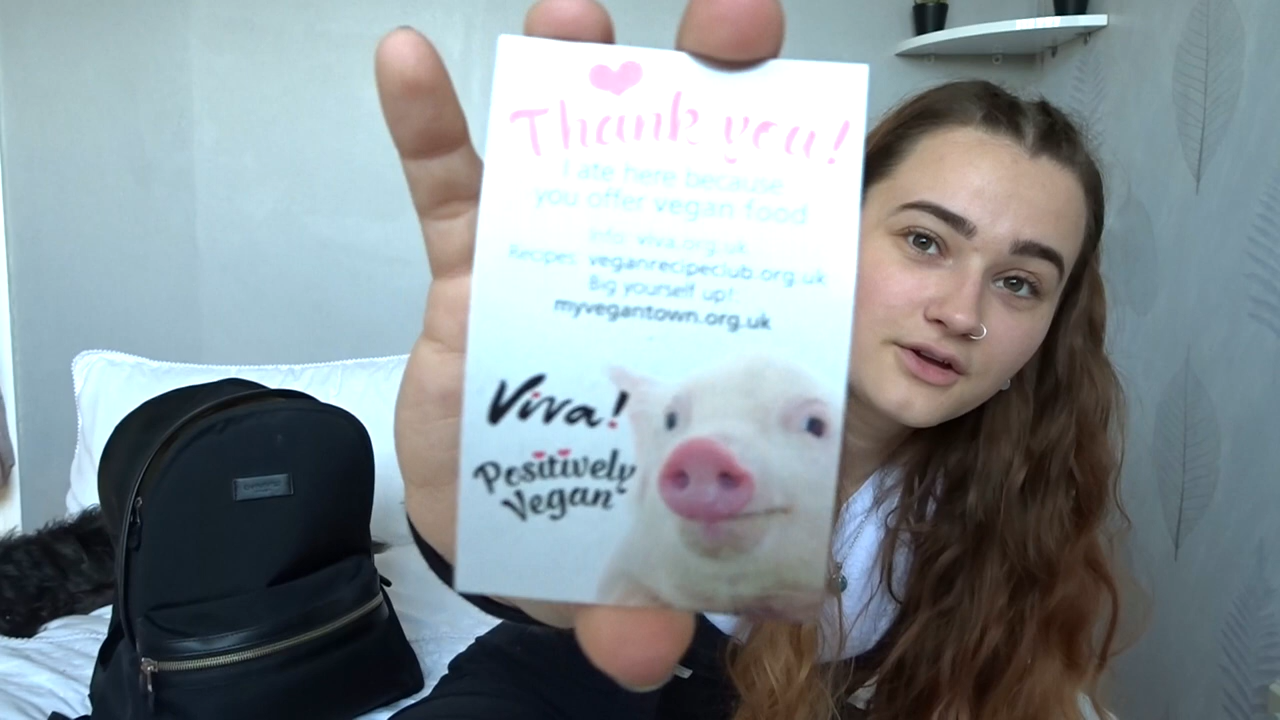 Thank you!
I ate here because
you offer vegan food
Info: viva.org.uk
Recipes: veganrecipeclub.org.uk
Big yourself up!
myvegantown.org.uk
Viva!
Positively
Vegan